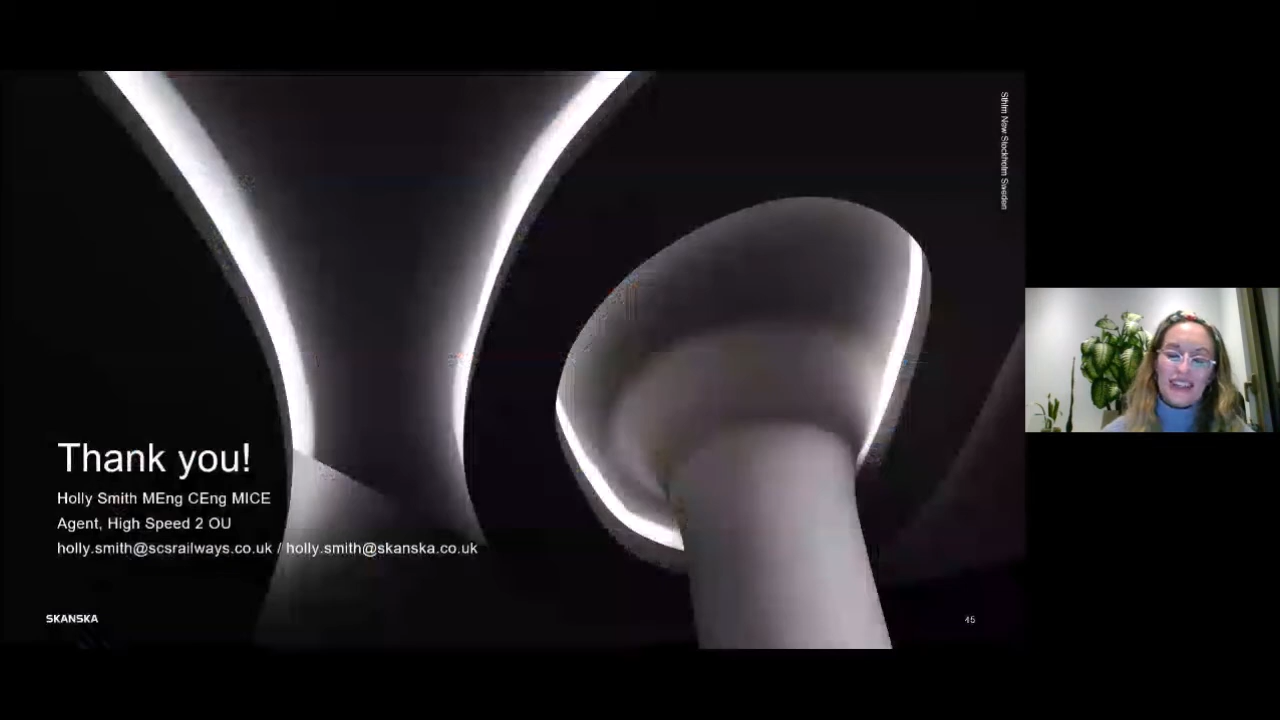 Sthlm New Stockholm Sweden
Thank you!
Holly Smith MEng CEng MICE
Agent, High Speed 2 OU
holly.smith@scsrailways.co.uk / holly.smith@skanska.co.uk
SKANSKA
45